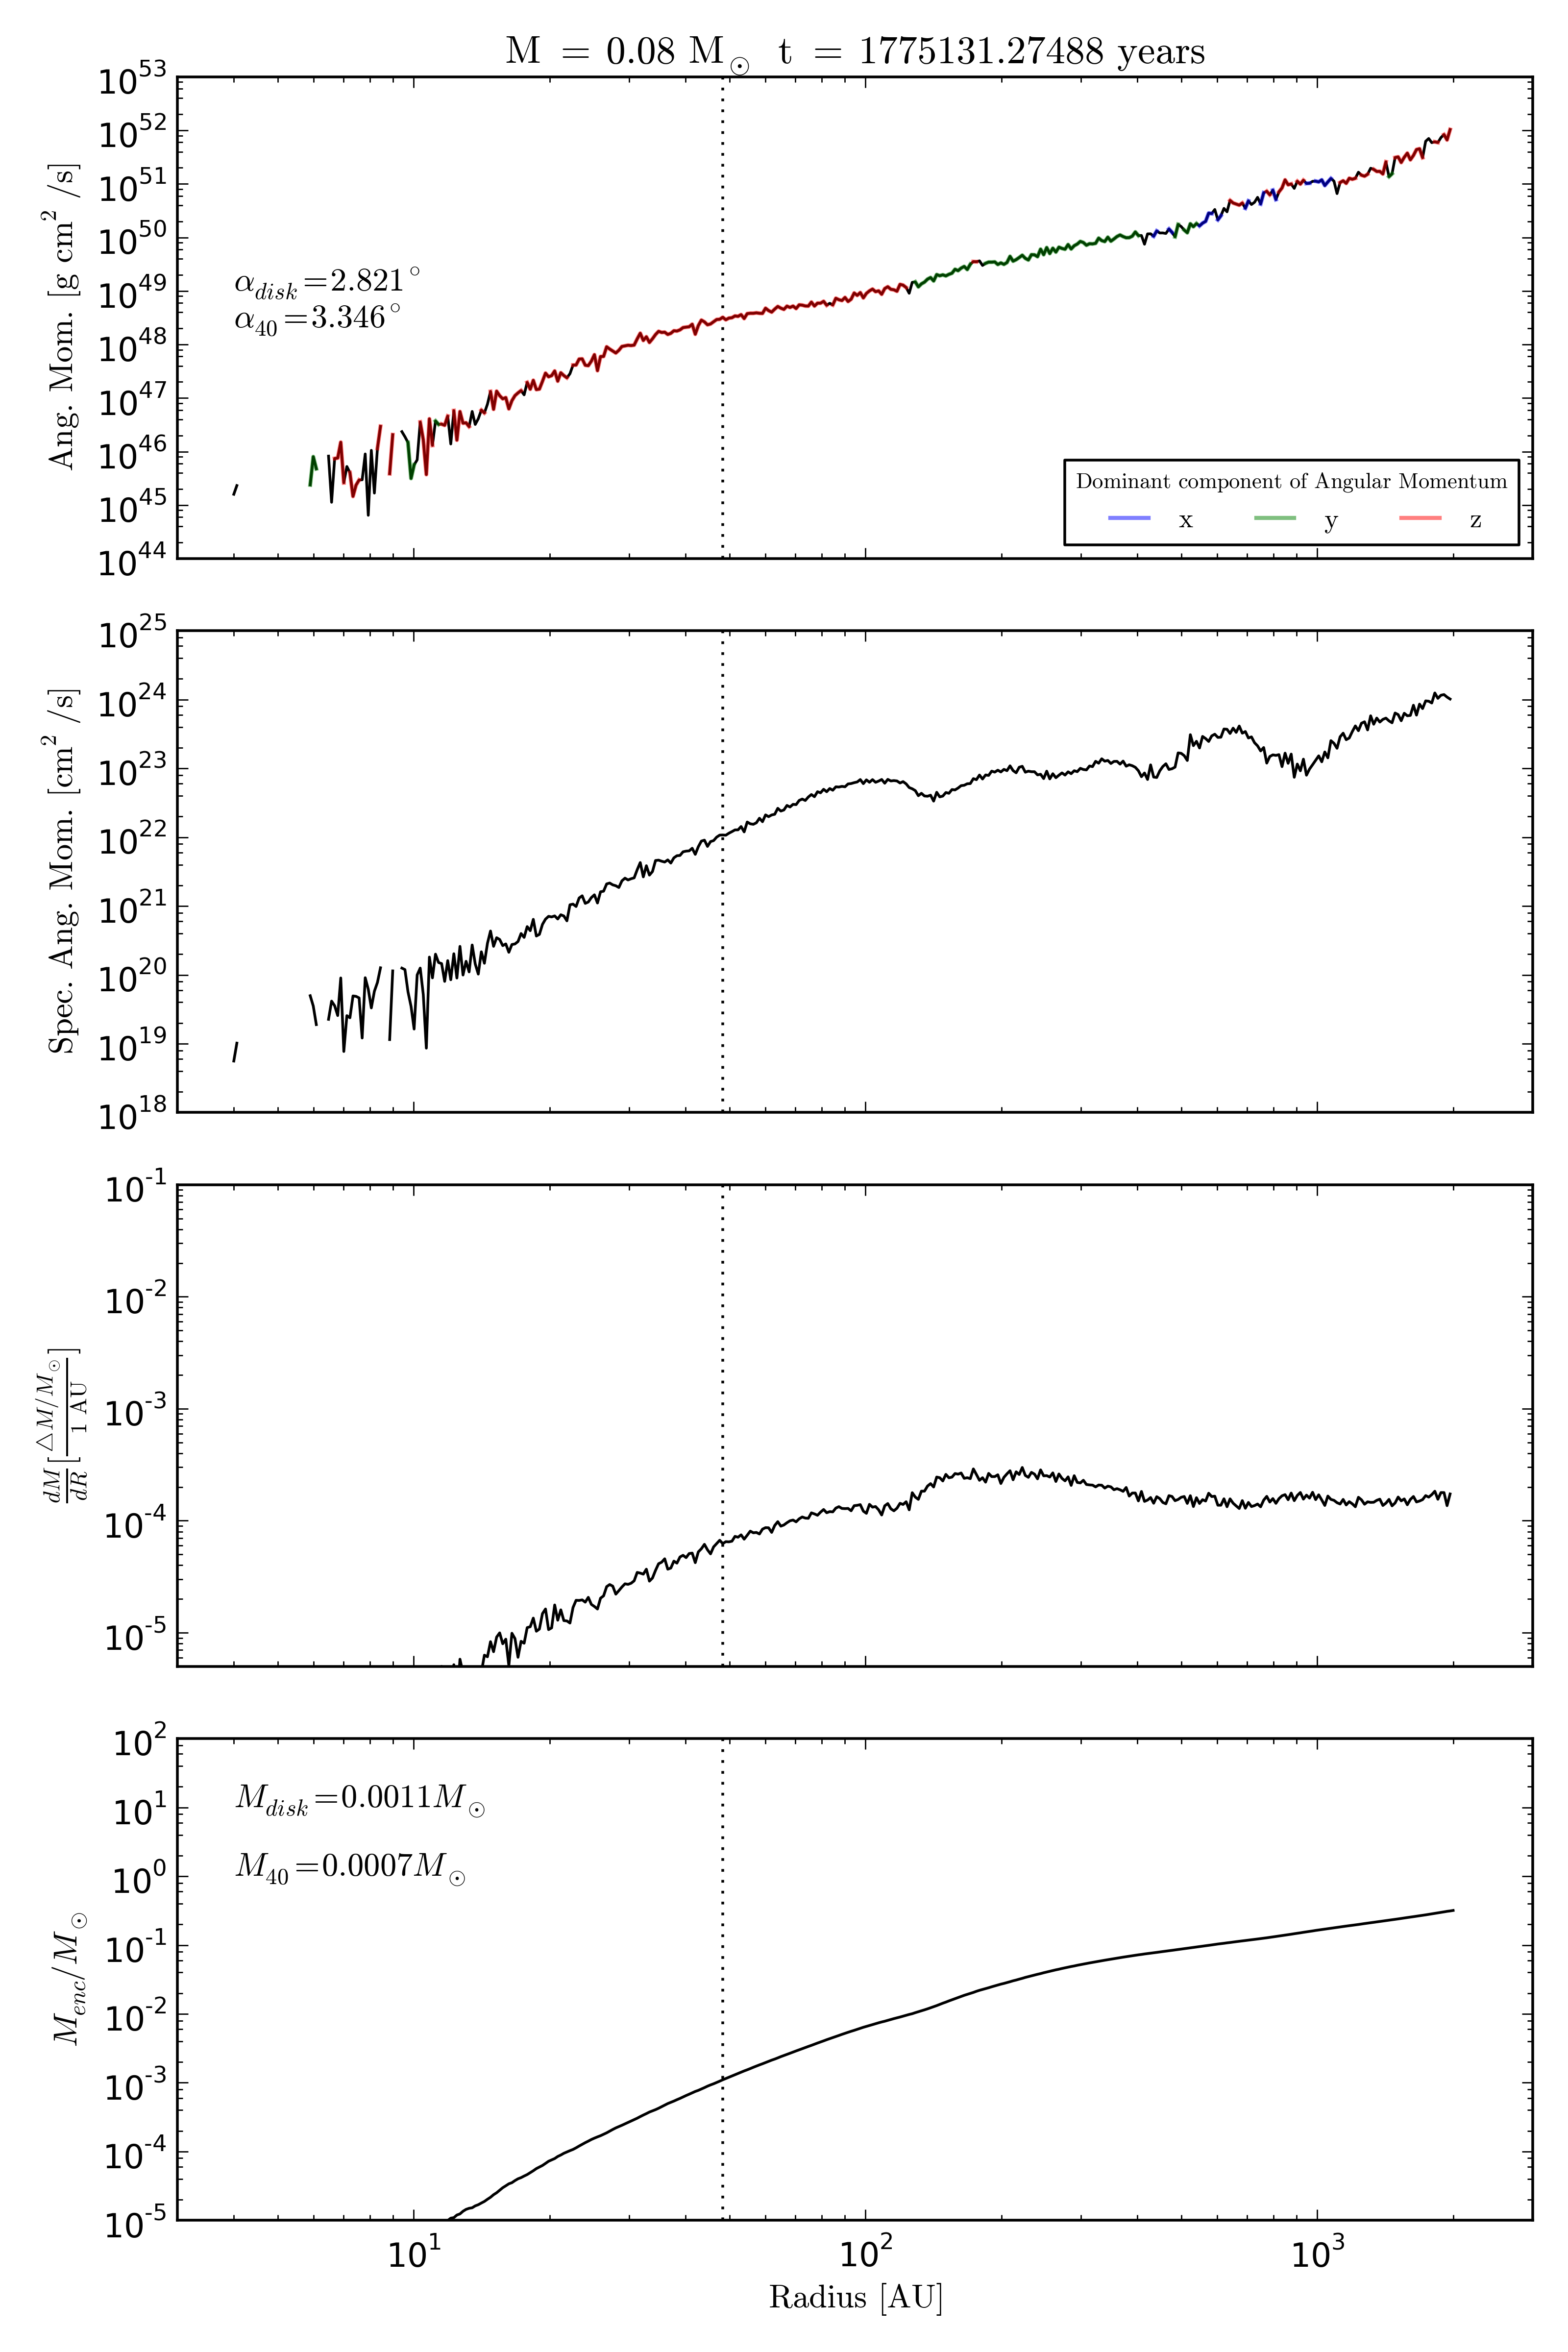 M = 0.08 M⊙ t = 1775131.27488 years
10^53
10^52
10^51
10^50
10^49
10^48
10^47
10^46
10^45
10^44
Ang. Mom. [g cm^2 /s]
α_disk=2.821°
α_40=3.346°
Dominant component of Angular Momentum
x y z
10^25
10^24
10^23
10^22
10^21
10^20
10^19
10^18
Spec. Ang. Mom. [cm^2 /s]
10^-1
10^-2
10^-3
10^-4
10^-5
dM/dR [△M/M⊙ / 1 AU]
10^2
10^1
10^0
10^-1
10^-2
10^-3
10^-4
10^-5
M_enc/M⊙
M_disk=0.0011M⊙
M_40=0.0007M⊙
10^1 10^2 10^3
Radius [AU]